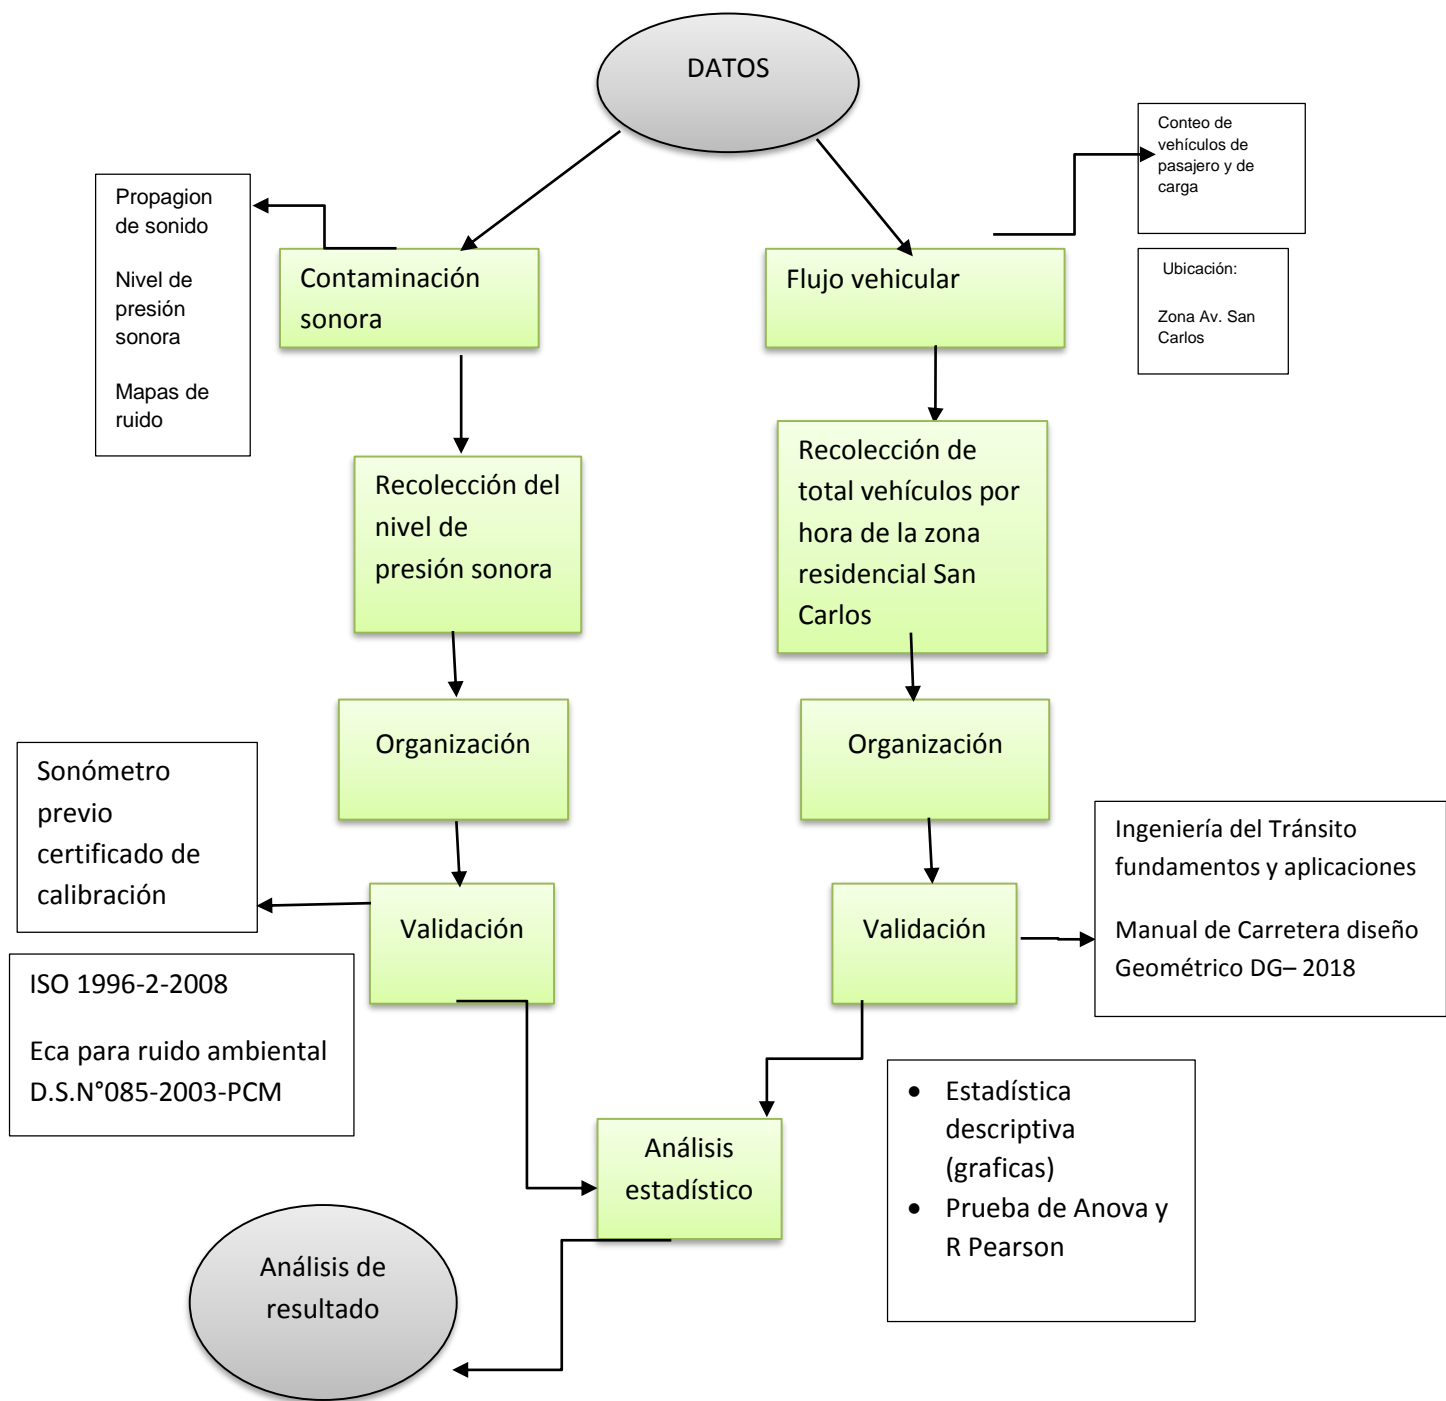 DATOS
Conteo de
vehículos de
pasajero y de
carga
Propagion
de sonido
Nivel de
presión
sonora
Mapas de
ruido
Contaminación
sonora
Flujo vehicular
Ubicación:
Zona Av. San
Carlos
Recolección del
nivel de
presión sonora
Recolección de
total vehículos por
hora de la zona
residencial San
Carlos
Organización
Organización
Sonómetro
previo
certificado de
calibración
Validación
Validación
Ingeniería del Tránsito
fundamentos y aplicaciones
Manual de Carretera diseño
Geométrico DG– 2018
ISO 1996-2-2008
Eca para ruido ambiental
D.S.N°085-2003-PCM
• Estadística
descriptiva
(graficas)
• Prueba de Anova y
R Pearson
Análisis
estadístico
Análisis de
resultado